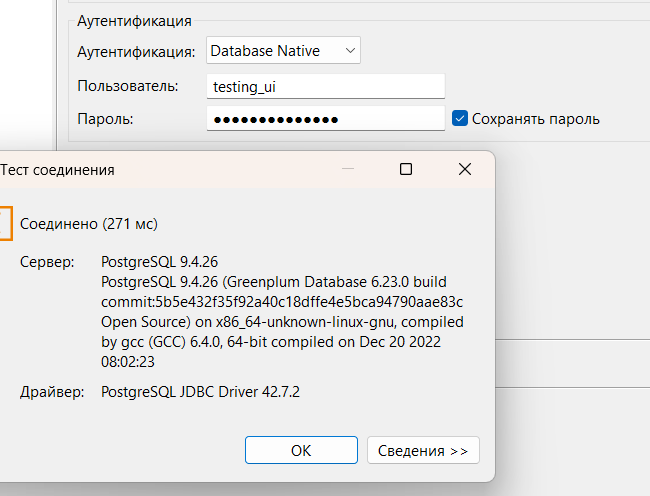 Аутентификация
Аутентификация: Database Native
Пользователь: testing_ui
Пароль: ●●●●●●●●●●●●●● Сохранять пароль
Тест соединения
Соединено (271 мс)
Сервер: PostgreSQL 9.4.26
PostgreSQL 9.4.26 (Greenplum Database 6.23.0 build
commit:5b5e432f35f92a40c18dffe4e5bca94790aae83c
Open Source) on x86_64-unknown-linux-gnu, compiled
by gcc (GCC) 6.4.0, 64-bit compiled on Dec 20 2022
08:02:23
Драйвер: PostgreSQL JDBC Driver 42.7.2
ОК Сведения >>